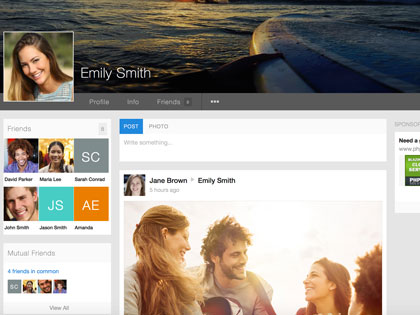 Emily Smith
Profile Info Friends 6 •••
Friends 6
SC
David Parker Maria Lee Sarah Conrad
JS AE
John Smith Jason Smith Amanda
Mutual Friends
4 friends in common
SC
View All
POST PHOTO
Write something...
Jane Brown > Emily Smith
5 hours ago
SPONSOR
Need a
www.ph